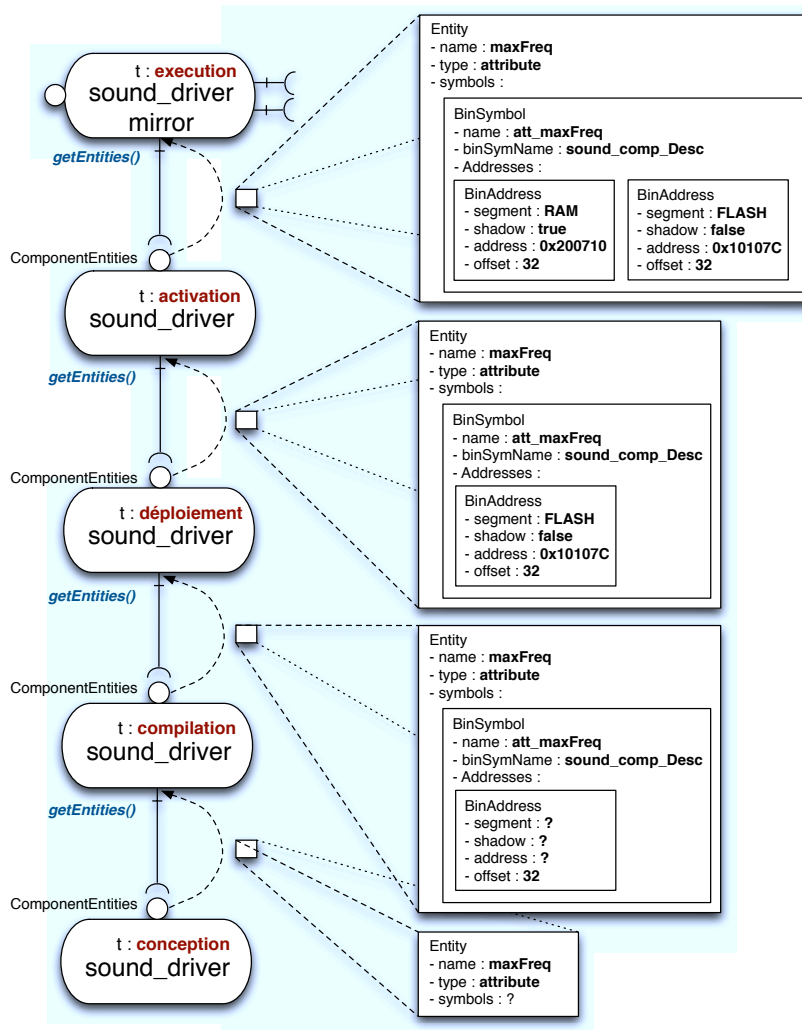 t : execution
sound_driver
mirror
getEntities()
ComponentEntities
Entity
- name : maxFreq
- type : attribute
- symbols :
BinSymbol
- name : att_maxFreq
- binSymName : sound_comp_Desc
- Addresses :
BinAddress
- segment : RAM
- shadow : true
- address : 0x200710
- offset : 32
BinAddress
- segment : FLASH
- shadow : false
- address : 0x10107C
- offset : 32
t : activation
sound_driver
getEntities()
ComponentEntities
Entity
- name : maxFreq
- type : attribute
- symbols :
BinSymbol
- name : att_maxFreq
- binSymName : sound_comp_Desc
- Addresses :
BinAddress
- segment : FLASH
- shadow : false
- address : 0x10107C
- offset : 32
t : déploiement
sound_driver
getEntities()
ComponentEntities
Entity
- name : maxFreq
- type : attribute
- symbols :
BinSymbol
- name : att_maxFreq
- binSymName : sound_comp_Desc
- Addresses :
BinAddress
- segment : ?
- shadow : ?
- address : ?
- offset : 32
t : compilation
sound_driver
getEntities()
ComponentEntities
Entity
- name : maxFreq
- type : attribute
- symbols : ?
t : conception
sound_driver